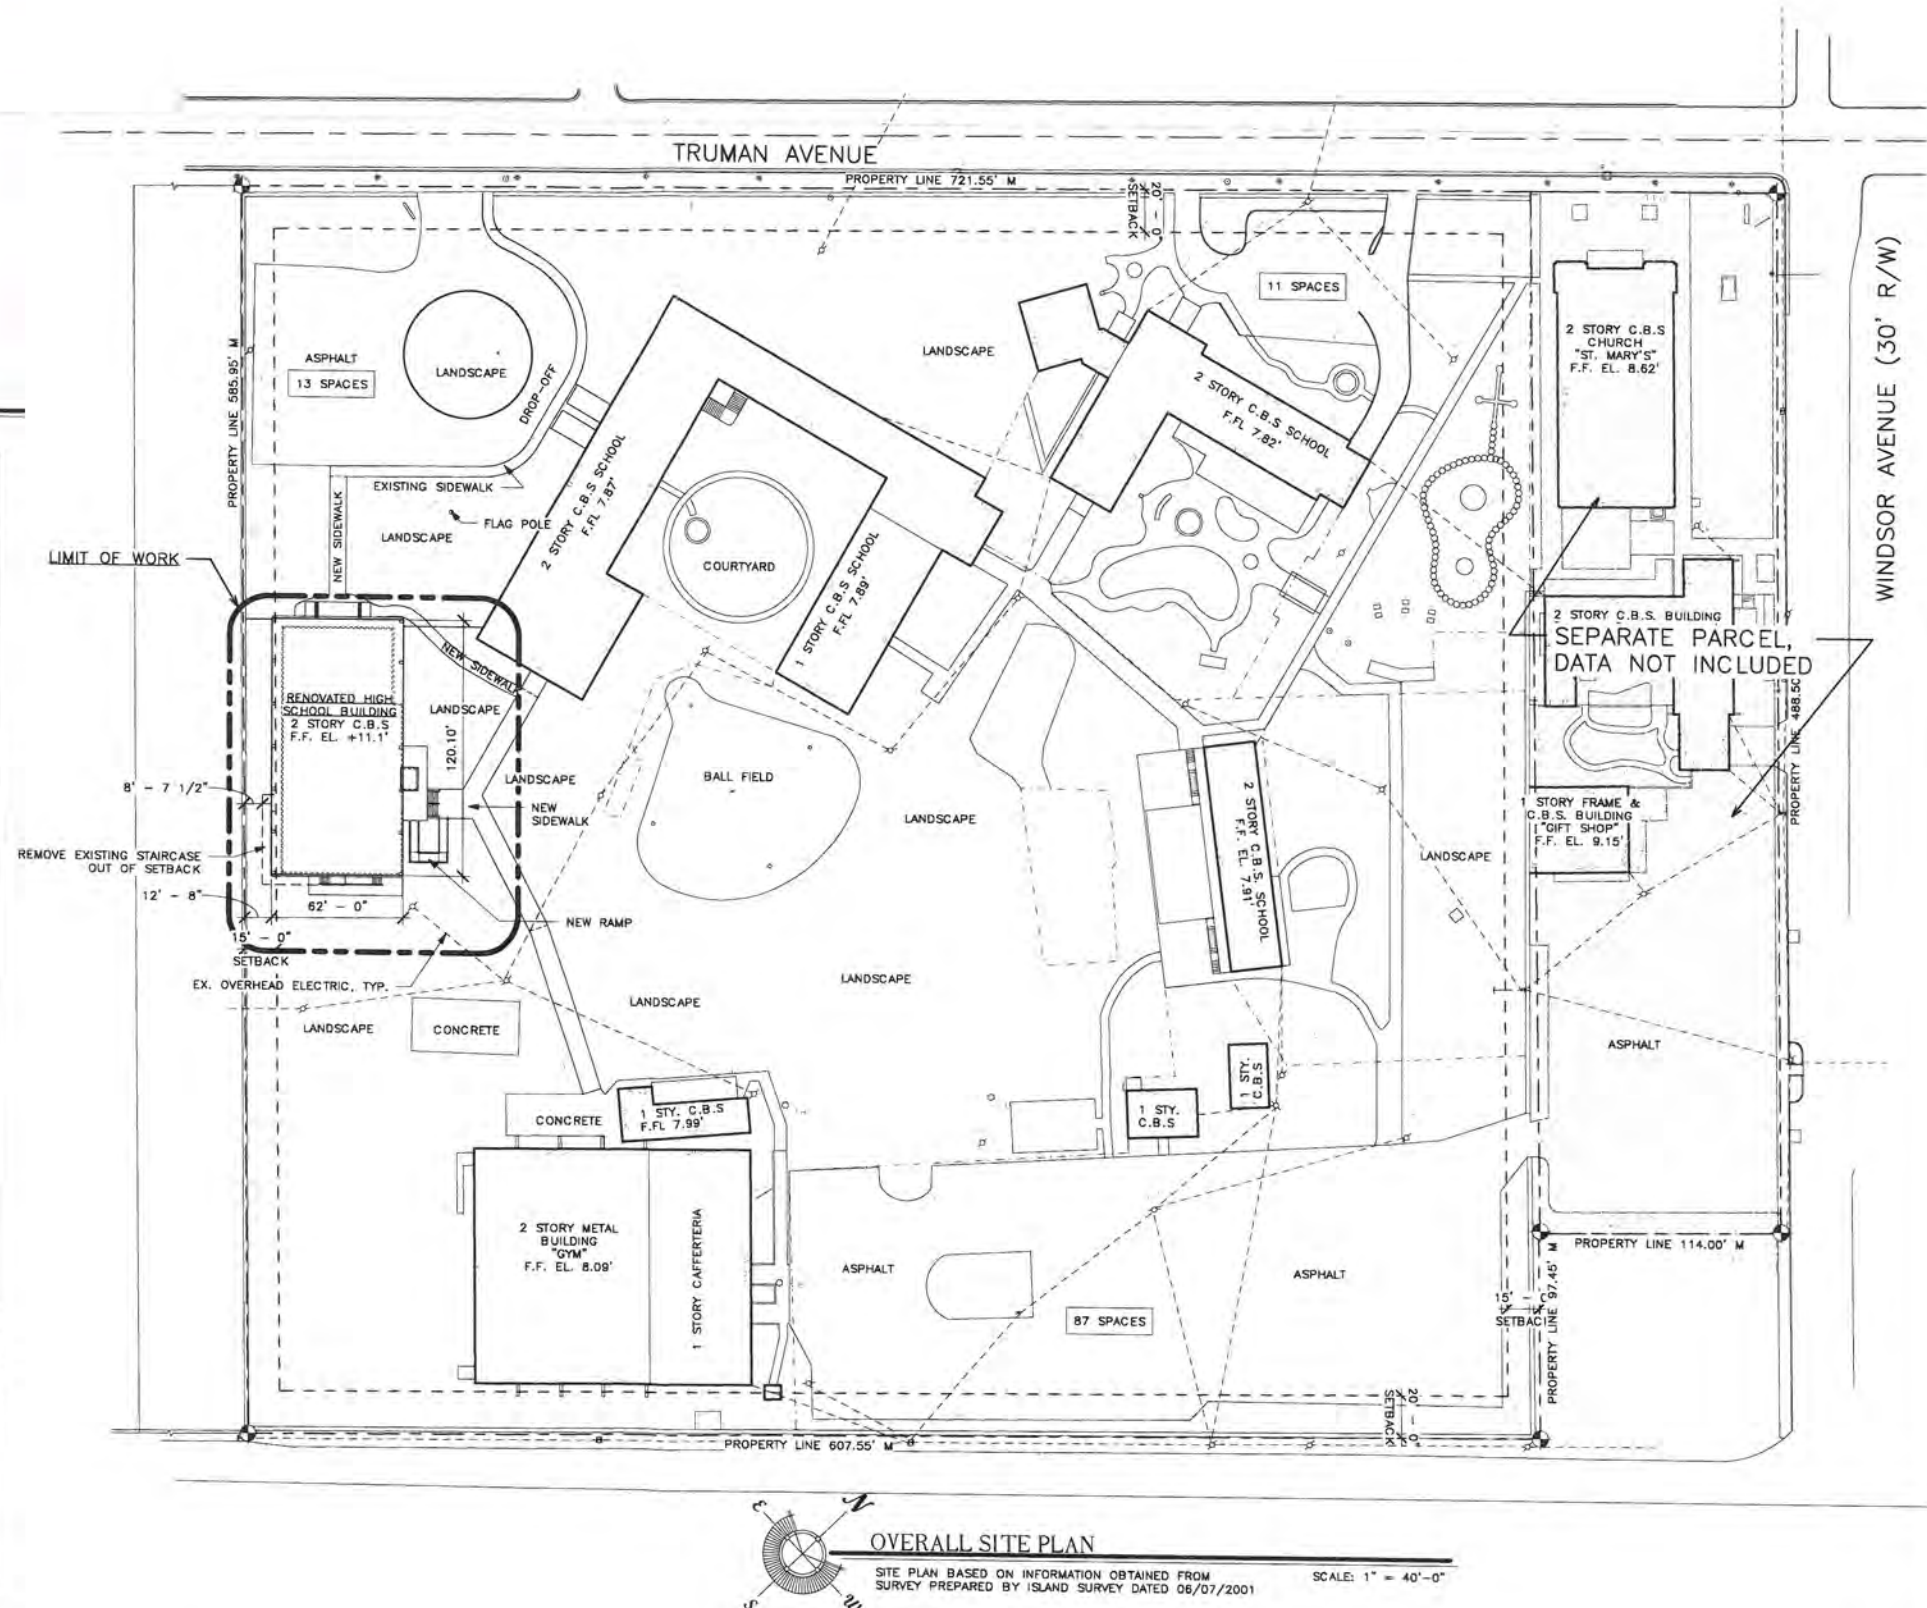 TRUMAN AVENUE
PROPERTY LINE 721.55' M
20' - 0"
SETBACK
WINDSOR AVENUE (30' R/W)
11 SPACES
2 STORY C.B.S
CHURCH
"ST. MARY'S"
F.F. EL. 8.62'
LANDSCAPE
ASPHALT
13 SPACES
LANDSCAPE
DROP-OFF
PROPERTY LINE 585.95' M
2 STORY C.B.S SCHOOL
F.FL 7.82'
2 STORY C.B.S SCHOOL
F.FL 7.87'
EXISTING SIDEWALK
FLAG POLE
NEW SIDEWALK
LANDSCAPE
LIMIT OF WORK
COURTYARD
1 STORY C.B.S SCHOOL
F.FL 7.89'
2 STORY C.B.S. BUILDING
SEPARATE PARCEL,
DATA NOT INCLUDED
NEW SIDEWALK
RENOVATED HIGH
SCHOOL BUILDING
2 STORY C.B.S
F.F. EL. +11.1'
LANDSCAPE
120.10'
PROPERTY LINE 488.50
LANDSCAPE
BALL FIELD
8' - 7 1/2"
NEW
SIDEWALK
LANDSCAPE
2 STORY C.B.S. SCHOOL
F.F. EL. 7.91'
1 STORY FRAME &
C.B.S. BUILDING
"GIFT SHOP"
F.F. EL. 9.15'
REMOVE EXISTING STAIRCASE
OUT OF SETBACK
LANDSCAPE
12' - 8"
62' - 0"
NEW RAMP
15' - 0"
SETBACK
EX. OVERHEAD ELECTRIC, TYP.
LANDSCAPE
LANDSCAPE
LANDSCAPE
CONCRETE
ASPHALT
1 STY.
C.B.S
CONCRETE
1 STY. C.B.S
F.FL 7.99'
1 STY.
C.B.S
2 STORY METAL
BUILDING
"GYM"
F.F. EL. 8.09'
1 STORY CAFFERTERIA
ASPHALT
ASPHALT
87 SPACES
PROPERTY LINE 114.00' M
PROPERTY LINE 97.45' M
15' - 0
SETBACK
20' - 0"
SETBACK
PROPERTY LINE 607.55' M
E
N
S
W
OVERALL SITE PLAN
SITE PLAN BASED ON INFORMATION OBTAINED FROM
SURVEY PREPARED BY ISLAND SURVEY DATED 06/07/2001
SCALE: 1" = 40'-0"